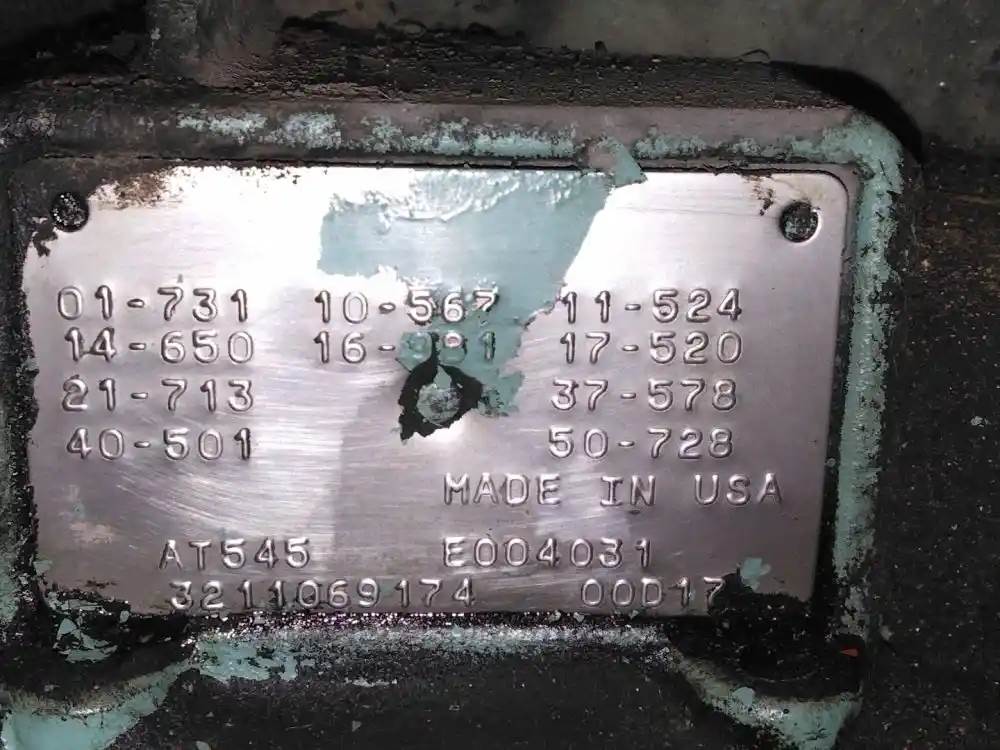 01-731 10-567 11-524
14-650 17-520
21-713 37-578
40-501 50-728
MADE IN USA
AT545 E004031
3211069174 00D17